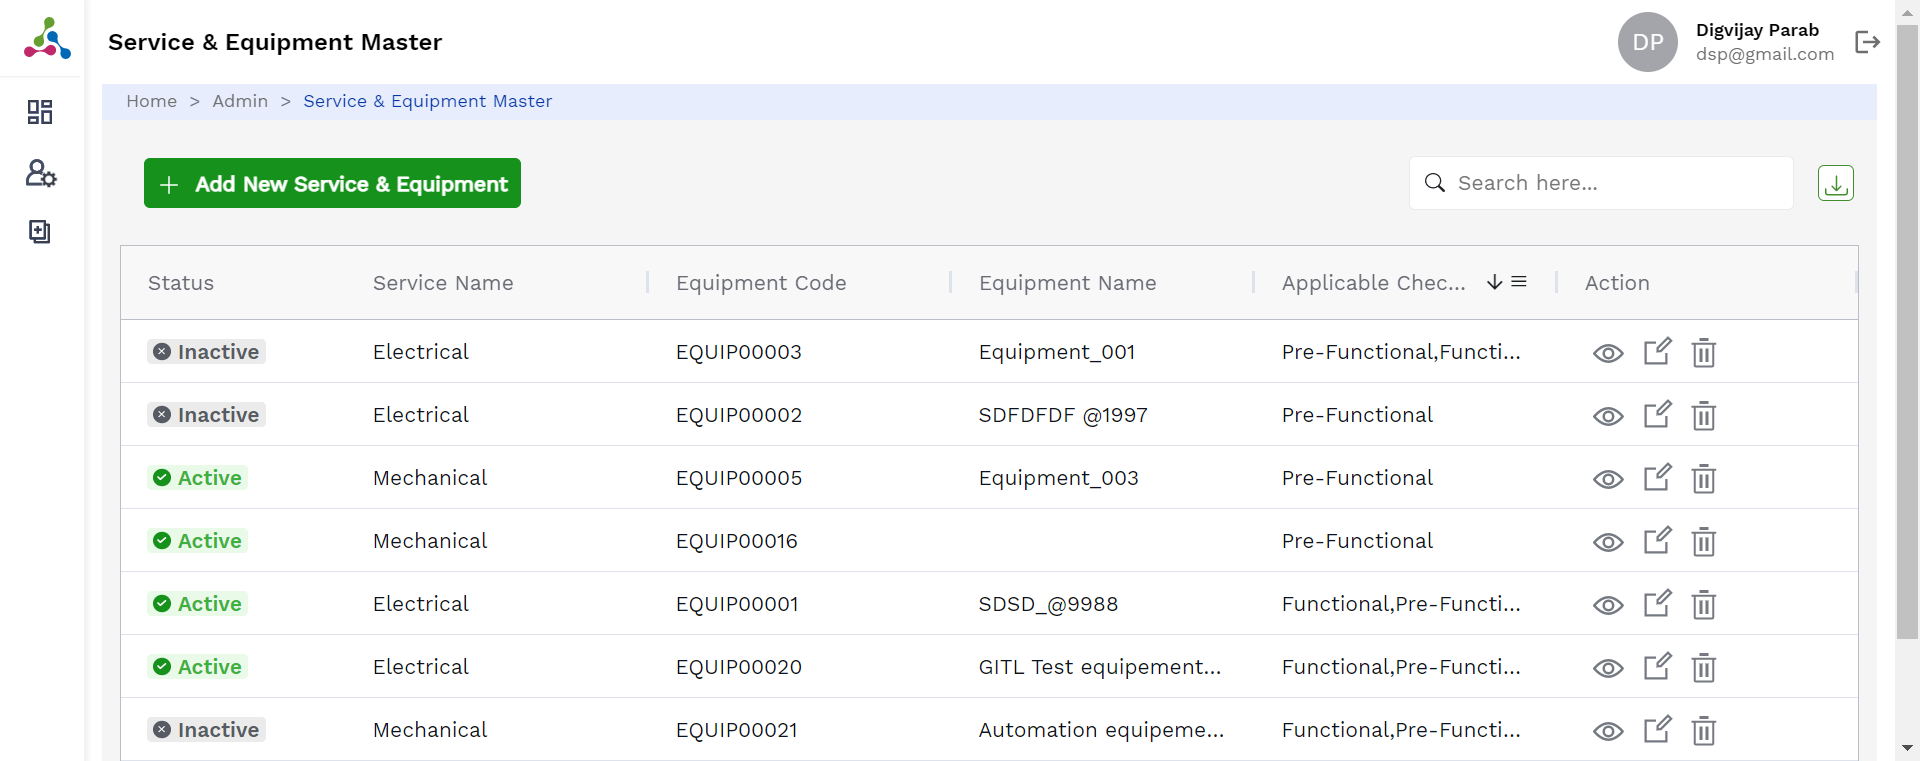 Service & Equipment Master
DP
Digvijay Parab
dsp@gmail.com
Home > Admin > Service & Equipment Master
+ Add New Service & Equipment
Search here...
Status Service Name Equipment Code Equipment Name Applicable Chec... Action
Inactive Electrical EQUIP00003 Equipment_001 Pre-Functional,Functi...
Inactive Electrical EQUIP00002 SDFDFDF @1997 Pre-Functional
Active Mechanical EQUIP00005 Equipment_003 Pre-Functional
Active Mechanical EQUIP00016 Pre-Functional
Active Electrical EQUIP00001 SDSD_@9988 Functional,Pre-Functi...
Active Electrical EQUIP00020 GITL Test equipement... Functional,Pre-Functi...
Inactive Mechanical EQUIP00021 Automation equipeme... Functional,Pre-Functi...